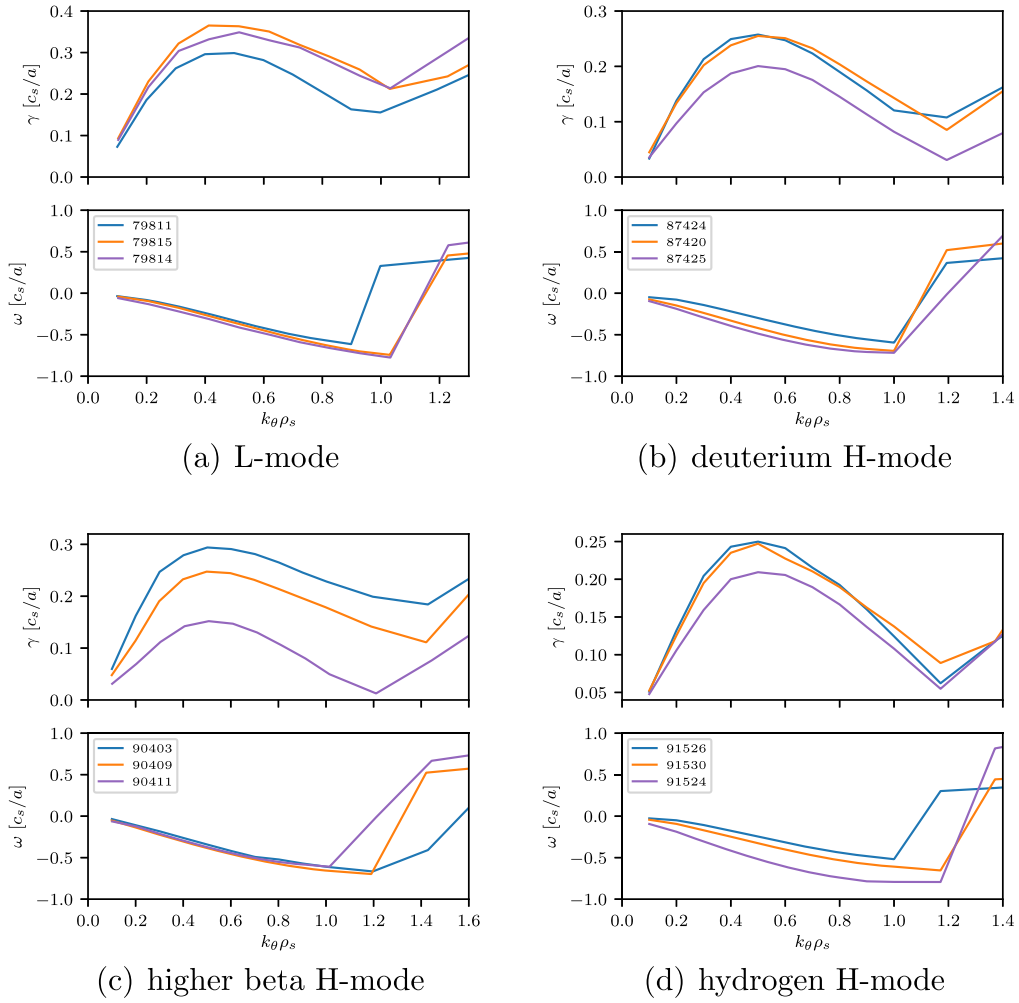 0.4
0.3
0.2
0.1
0.0
γ [c_s/a]
1.0
0.5
0.0
−0.5
−1.0
ω [c_s/a]
79811
79815
79814
0.0 0.2 0.4 0.6 0.8 1.0 1.2
k_θρ_s
(a) L-mode
0.3
0.2
0.1
0.0
γ [c_s/a]
1.0
0.5
0.0
−0.5
−1.0
ω [c_s/a]
87424
87420
87425
0.0 0.2 0.4 0.6 0.8 1.0 1.2 1.4
k_θρ_s
(b) deuterium H-mode
0.3
0.2
0.1
0.0
γ [c_s/a]
1.0
0.5
0.0
−0.5
−1.0
ω [c_s/a]
90403
90409
90411
0.0 0.2 0.4 0.6 0.8 1.0 1.2 1.4 1.6
k_θρ_s
(c) higher beta H-mode
0.25
0.20
0.15
0.10
0.05
γ [c_s/a]
1.0
0.5
0.0
−0.5
−1.0
ω [c_s/a]
91526
91530
91524
0.0 0.2 0.4 0.6 0.8 1.0 1.2 1.4
k_θρ_s
(d) hydrogen H-mode